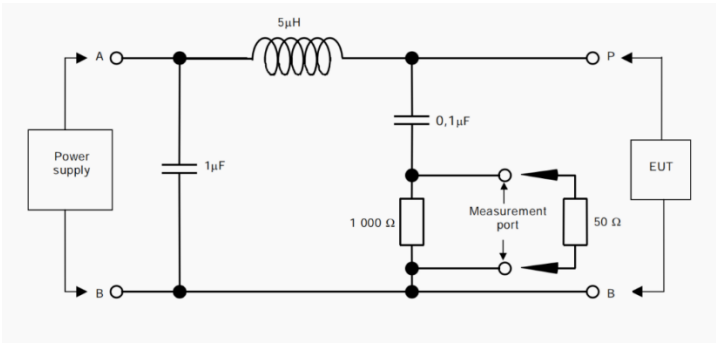 5µH
A
P
0,1µF
Power
supply
1µF
EUT
Measurement
port
1 000 Ω
50 Ω
B
B